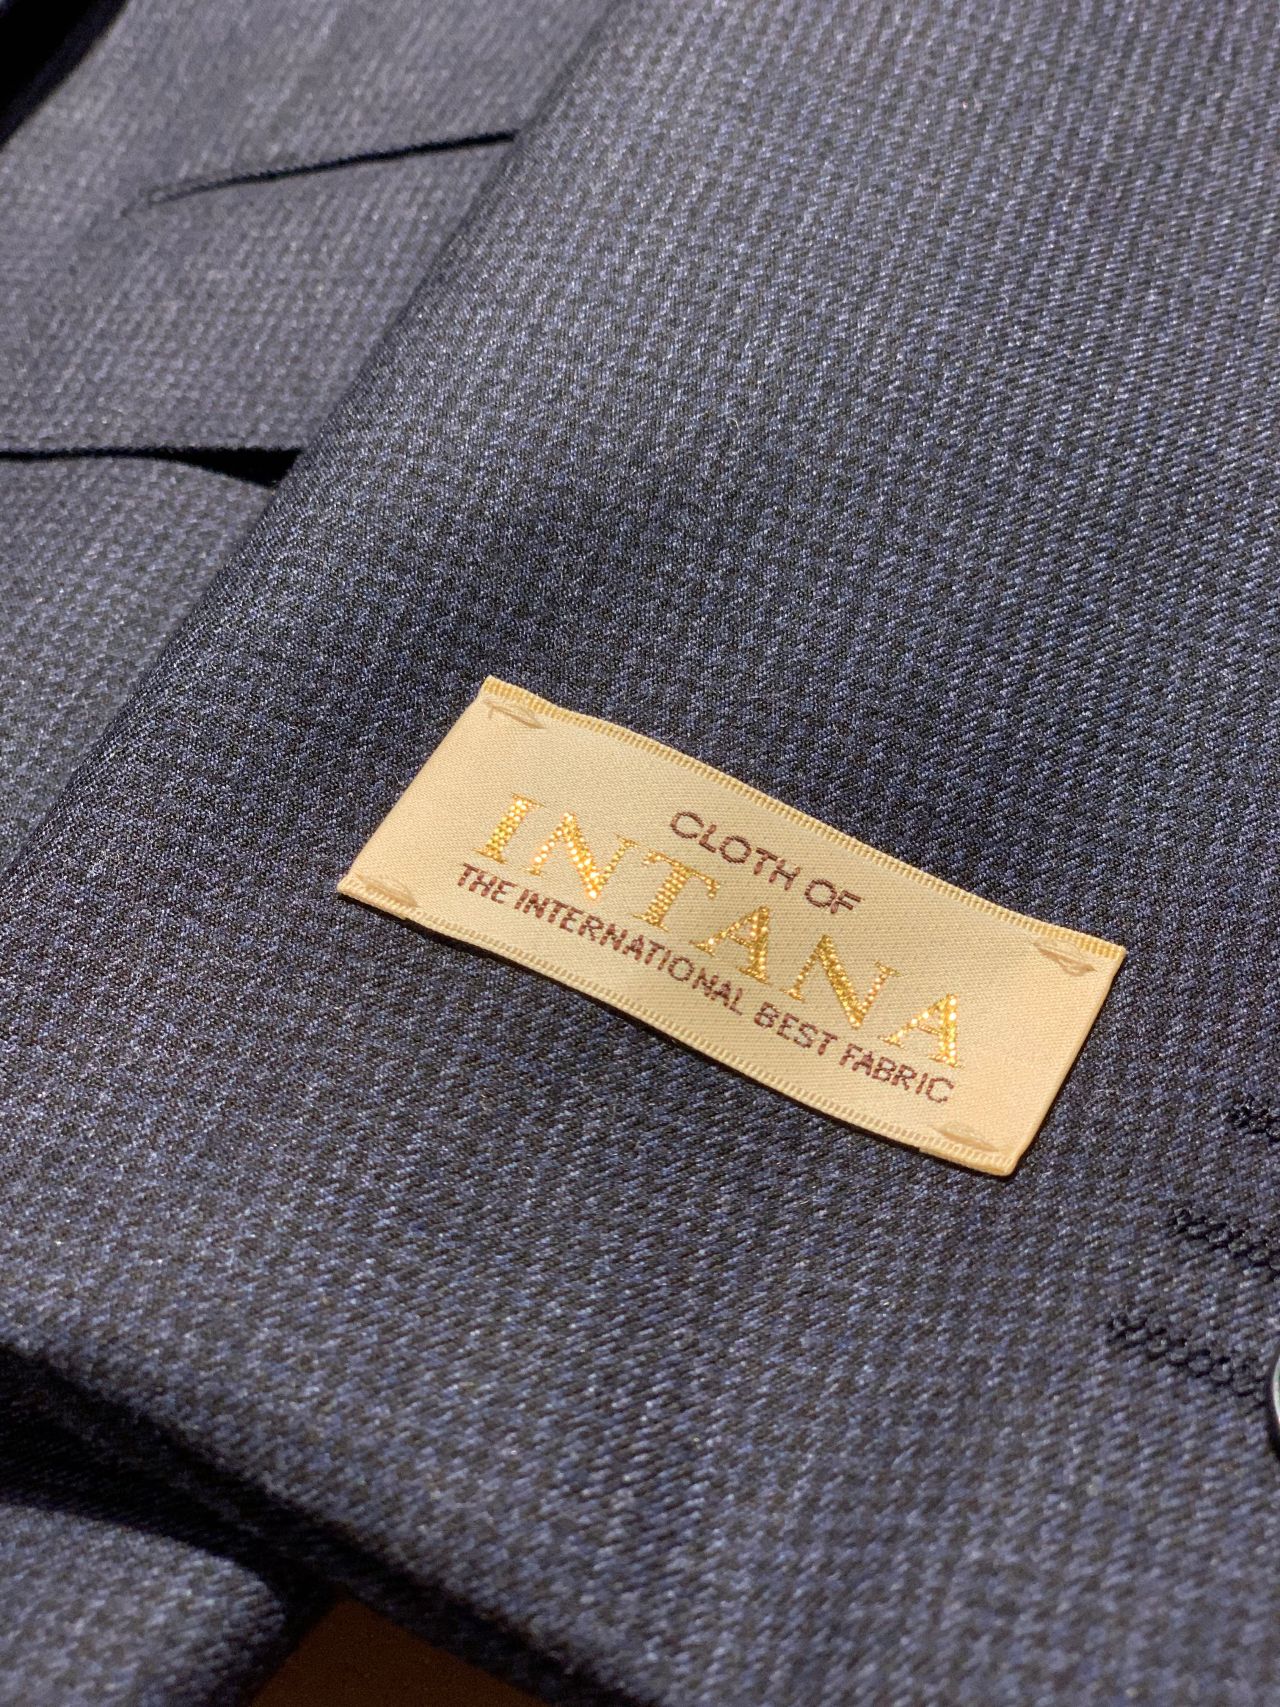 CLOTH OF
INTANA
THE INTERNATIONAL BEST FABRIC